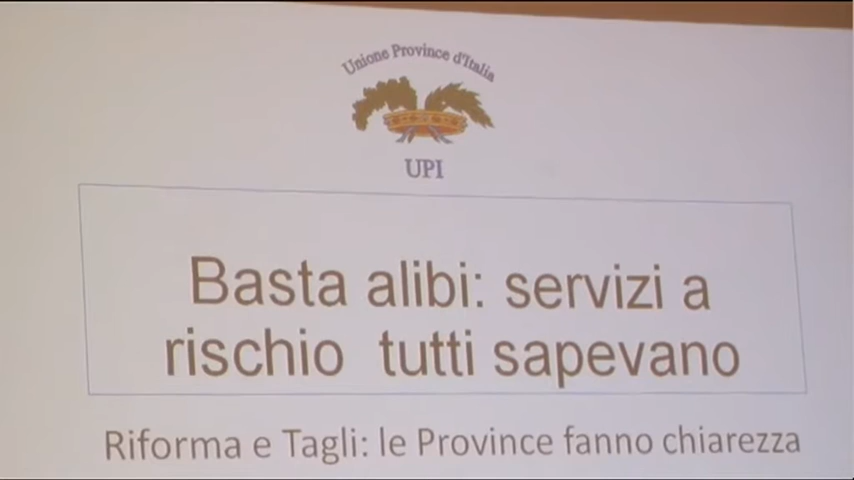 Unione Province d'Italia
UPI
Basta alibi: servizi a
rischio tutti sapevano
Riforma e Tagli: le Province fanno chiarezza